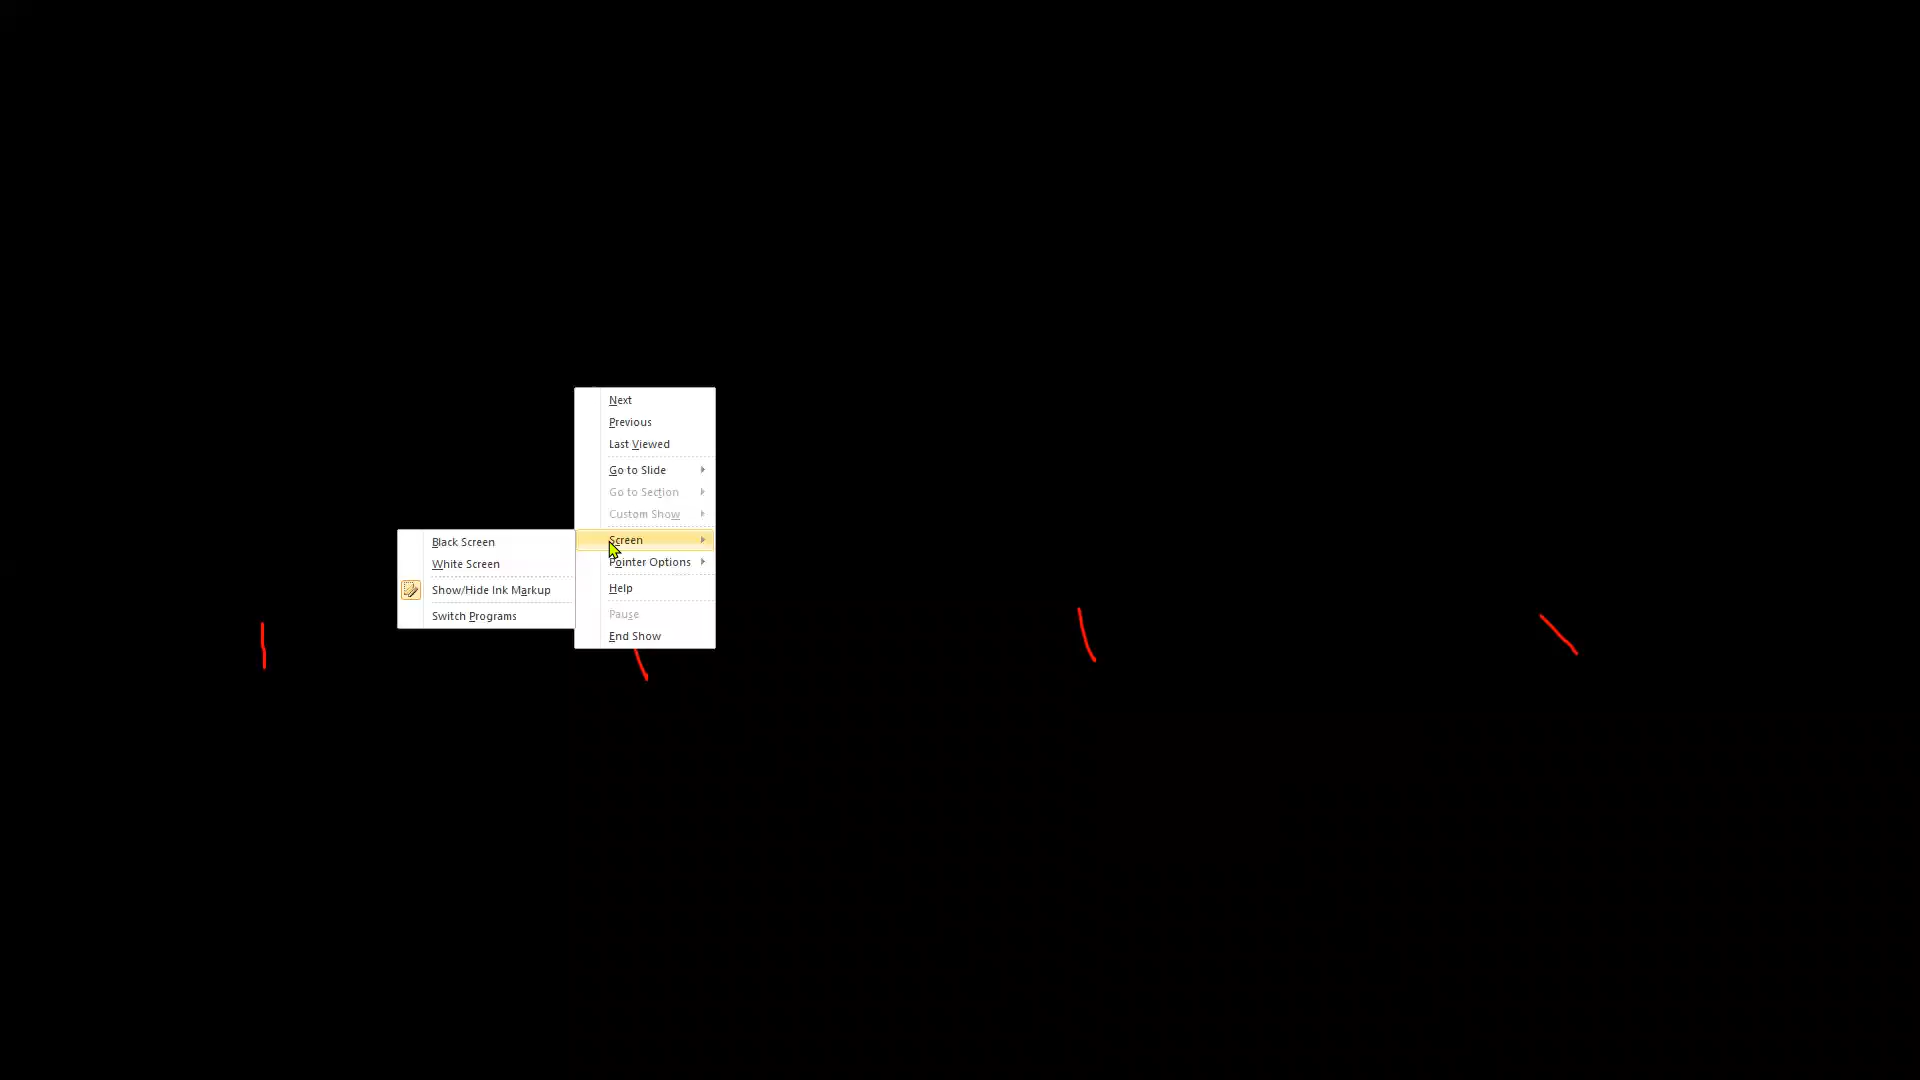 Next
Previous
Last Viewed
Go to Slide
Go to Section
Custom Show
Screen
Pointer Options
Help
Pause
End Show
Black Screen
White Screen
Show/Hide Ink Markup
Switch Programs